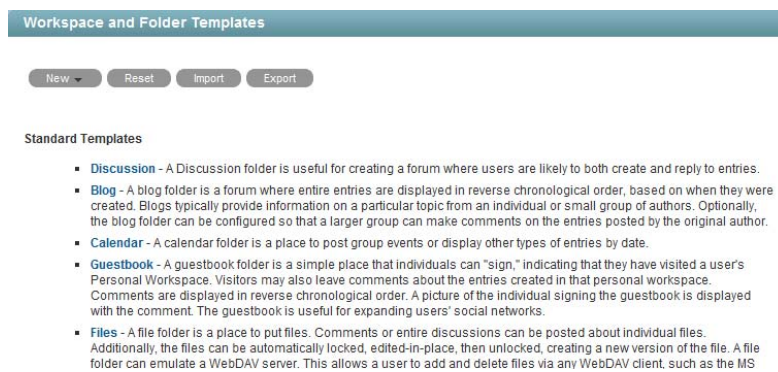 Workspace and Folder Templates
New Reset Import Export
Standard Templates
▪ Discussion - A Discussion folder is useful for creating a forum where users are likely to both create and reply to entries.
▪ Blog - A blog folder is a forum where entire entries are displayed in reverse chronological order, based on when they were
created. Blogs typically provide information on a particular topic from an individual or small group of authors. Optionally,
the blog folder can be configured so that a larger group can make comments on the entries posted by the original author.
▪ Calendar - A calendar folder is a place to post group events or display other types of entries by date.
▪ Guestbook - A guestbook folder is a simple place that individuals can "sign," indicating that they have visited a user's
Personal Workspace. Visitors may also leave comments about the entries created in that personal workspace.
Comments are displayed in reverse chronological order. A picture of the individual signing the guestbook is displayed
with the comment. The guestbook is useful for expanding users' social networks.
▪ Files - A file folder is a place to put files. Comments or entire discussions can be posted about individual files.
Additionally, the files can be automatically locked, edited-in-place, then unlocked, creating a new version of the file. A file
folder can emulate a WebDAV server. This allows a user to add and delete files via any WebDAV client, such as the MS